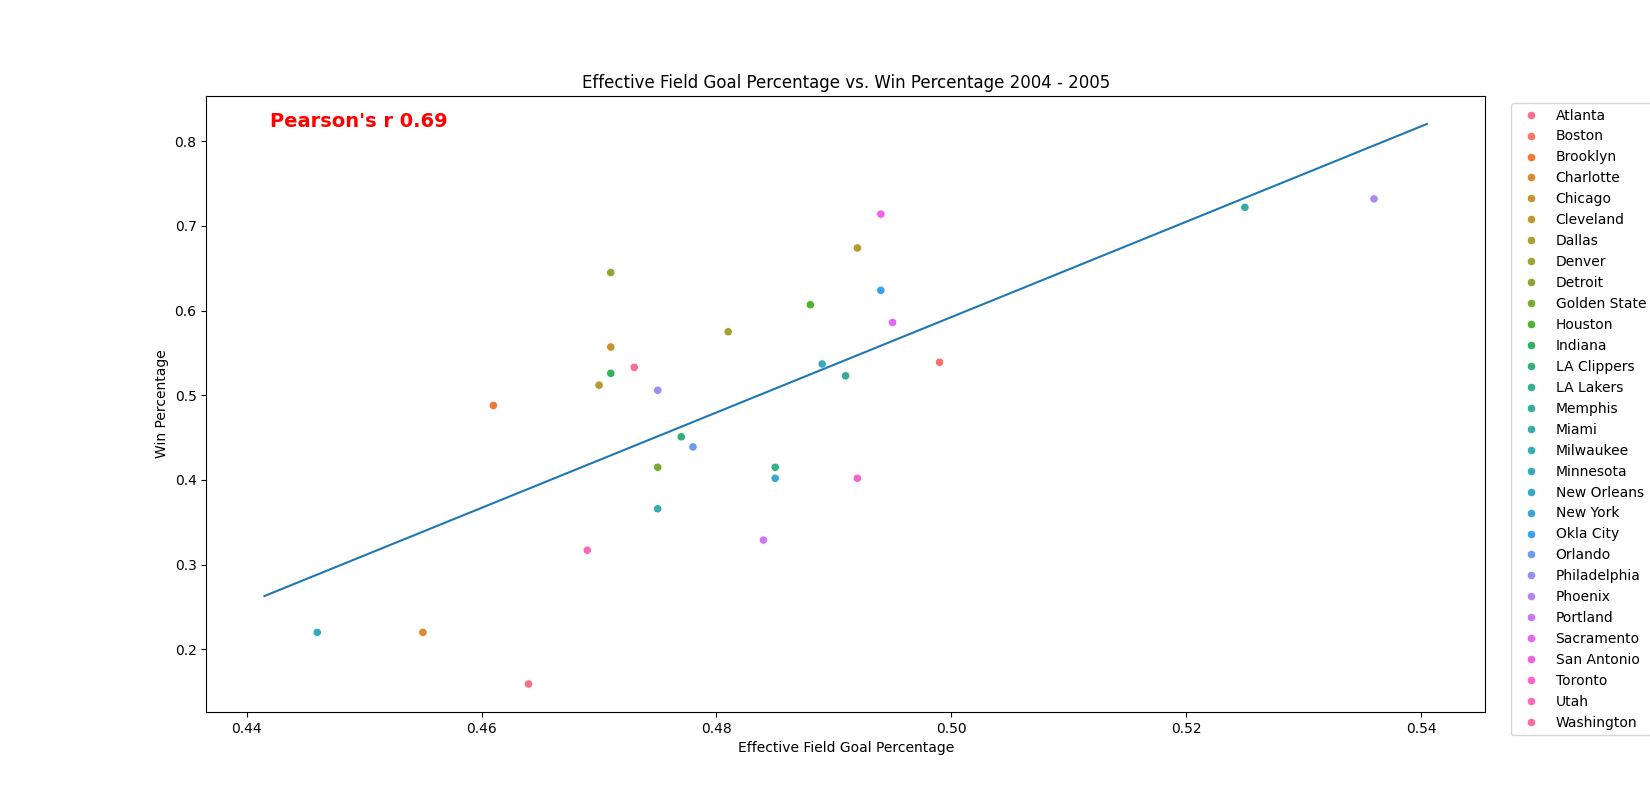 Effective Field Goal Percentage vs. Win Percentage 2004 - 2005
Pearson's r 0.69
Win Percentage
0.8
0.7
0.6
0.5
0.4
0.3
0.2
0.44
0.46
0.48
0.50
0.52
0.54
Effective Field Goal Percentage
Atlanta
Boston
Brooklyn
Charlotte
Chicago
Cleveland
Dallas
Denver
Detroit
Golden State
Houston
Indiana
LA Clippers
LA Lakers
Memphis
Miami
Milwaukee
Minnesota
New Orleans
New York
Okla City
Orlando
Philadelphia
Phoenix
Portland
Sacramento
San Antonio
Toronto
Utah
Washington